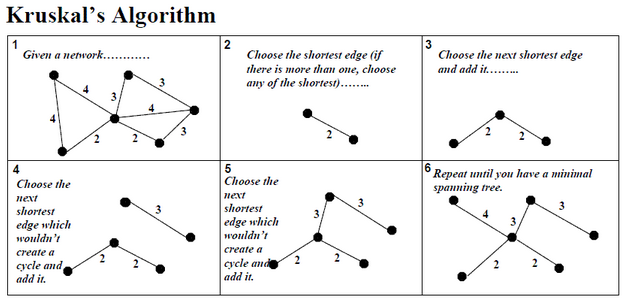 Kruskal's Algorithm
1
Given a network…………
4
3
3
4
4
2
2
3
2
Choose the shortest edge (if
there is more than one, choose
any of the shortest)……..
2
3
Choose the next shortest edge
and add it………
2
2
4
Choose the
next
shortest
edge which
wouldn't
create a
cycle and
add it.
3
2
2
5
Choose the
next
shortest
edge which
wouldn't
create a
cycle and
add it.
3
3
2
2
6
Repeat until you have a minimal
spanning tree.
4
3
3
2
2